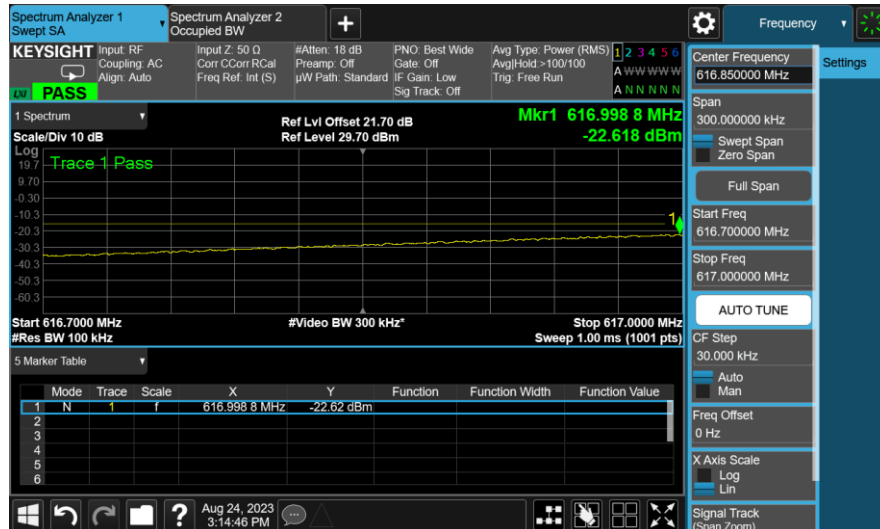 Spectrum Analyzer 1
Swept SA
Spectrum Analyzer 2
Occupied BW
+
Frequency
KEYSIGHT
Input: RF
Coupling: AC
Align: Auto
Input Z: 50 Ω
Corr CCorr RCal
Freq Ref: Int (S)
#Atten: 18 dB
Preamp: Off
µW Path: Standard
PNO: Best Wide
Gate: Off
IF Gain: Low
Sig Track: Off
Avg Type: Power (RMS)
Avg|Hold:>100/100
Trig: Free Run
1 2 3 4 5 6
A W W W W W
A N N N N N
LXI PASS
1 Spectrum
Scale/Div 10 dB
Ref Lvl Offset 21.70 dB
Ref Level 29.70 dBm
Mkr1 616.998 8 MHz
-22.618 dBm
Log
Trace 1 Pass
19.7
9.70
-0.30
-10.3
-20.3
-30.3
-40.3
-50.3
-60.3
1
Start 616.7000 MHz
#Res BW 100 kHz
#Video BW 300 kHz*
Stop 617.0000 MHz
Sweep 1.00 ms (1001 pts)
5 Marker Table
Mode Trace Scale X Y Function Function Width Function Value
1 N 1 f 616.998 8 MHz -22.62 dBm
2
3
4
5
6
?
Aug 24, 2023
3:14:46 PM
Center Frequency
616.850000 MHz
Span
300.000000 kHz
Swept Span
Zero Span
Full Span
Start Freq
616.700000 MHz
Stop Freq
617.000000 MHz
AUTO TUNE
CF Step
30.000 kHz
Auto
Man
Freq Offset
0 Hz
X Axis Scale
Log
Lin
Signal Track
(Span Zoom)
Settings